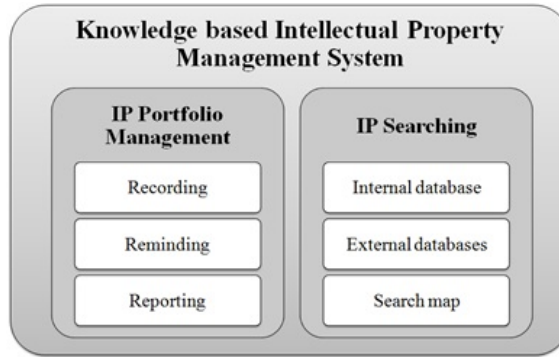 Knowledge based Intellectual Property
Management System
IP Portfolio
Management
Recording
Reminding
Reporting
IP Searching
Internal database
External databases
Search map